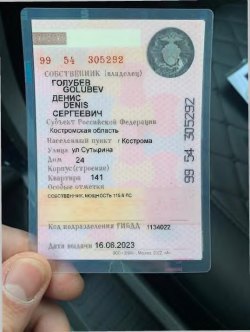 99 54 305292
СОБСТВЕННИК (владелец)
ГОЛУБЕВ
GOLUBEV
ДЕНИС
DENIS
СЕРГЕЕВИЧ
Субъект Российской Федерации
Костромская область
Населенный пункт г Кострома
Улица ул Сутырина
Дом 24
Корпус(строение)
Квартира 141
Особые отметки
СОБСТВЕННИК, МОЩНОСТЬ
Код подразделения ГИБДД 1134022
Дата выдачи 16.08.2023
99 54 305292